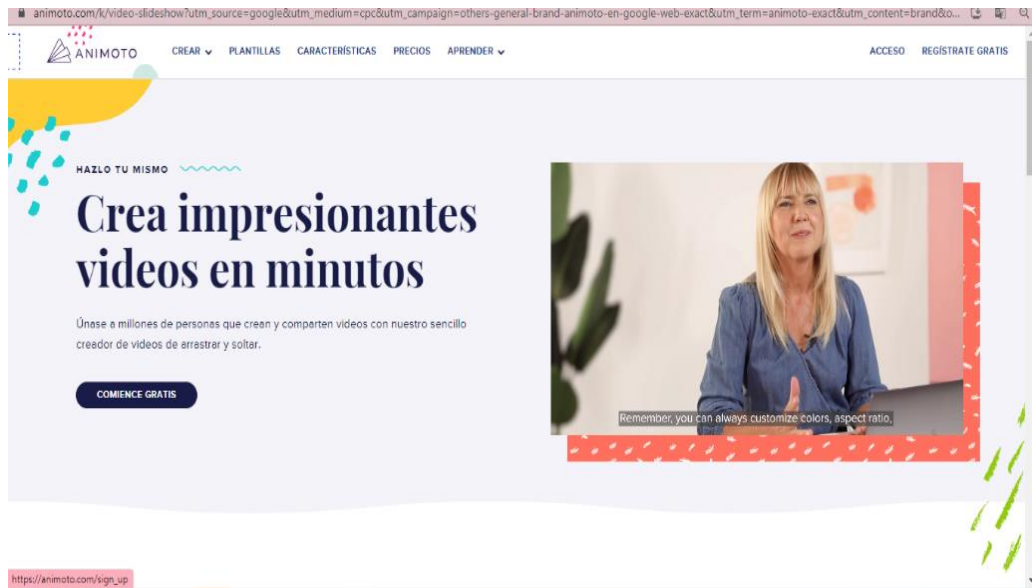 animoto.com/k/video-slideshow?utm_source=google&utm_medium=cpc&utm_campaign=others-general-brand-animoto-en-google-web-exact&utm_term=animoto-exact&utm_content=brand&o...
ANIMOTO CREAR PLANTILLAS CARACTERÍSTICAS PRECIOS APRENDER ACCESO REGÍSTRATE GRATIS
HAZLO TU MISMO
Crea impresionantes
videos en minutos
Únase a millones de personas que crean y comparten videos con nuestro sencillo
creador de videos de arrastrar y soltar.
COMIENCE GRATIS
Remember, you can always customize colors, aspect ratio,
https://animoto.com/sign_up